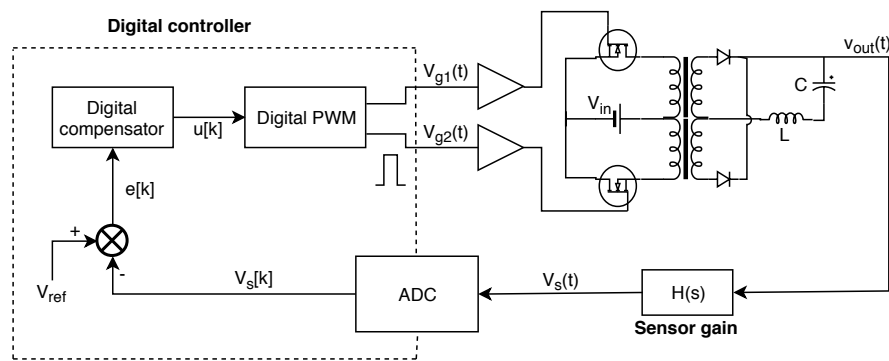 Digital controller
V_g1(t)
v_out(t)
Digital
compensator
u[k]
Digital PWM
V_in
C
+
V_g2(t)
L
e[k]
+
-
V_ref
V_s[k]
ADC
V_s(t)
H(s)
Sensor gain